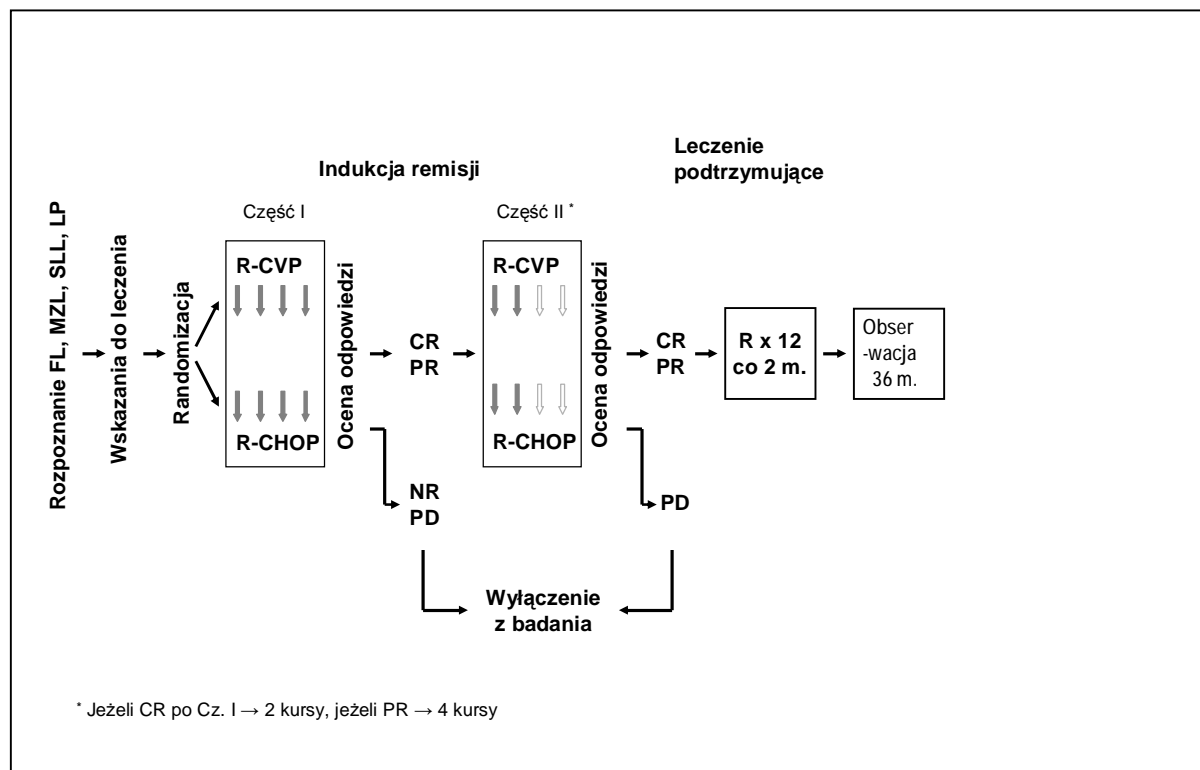 Leczenie
podtrzymujące
Indukcja remisji
Część I
Część II *
Rozpoznanie FL, MZL, SLL, LP
Wskazania do leczenia
Randomizacja
R-CVP
R-CHOP
Ocena odpowiedzi
CR
PR
NR
PD
R-CVP
R-CHOP
Ocena odpowiedzi
CR
PR
PD
R x 12
co 2 m.
Obser
-wacja
36 m.
Wyłączenie
z badania
* Jeżeli CR po Cz. I → 2 kursy, jeżeli PR → 4 kursy